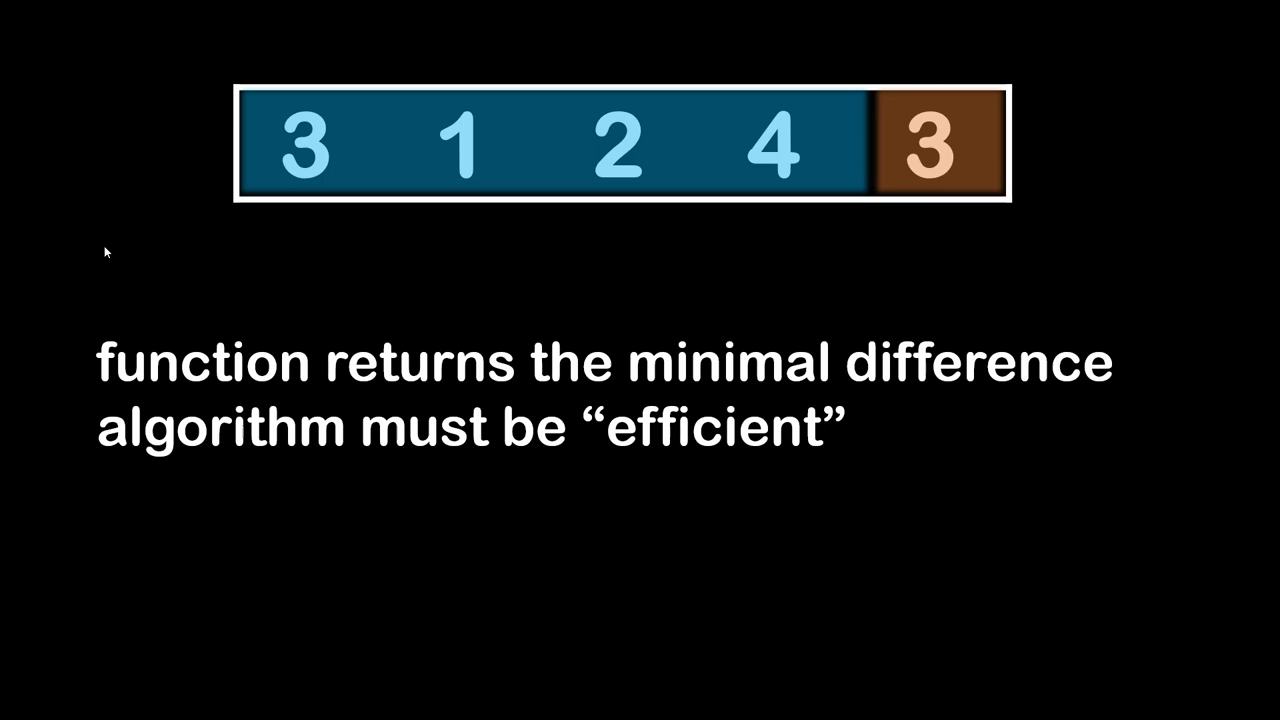 3 1 2 4 3
function returns the minimal difference
algorithm must be “efficient”